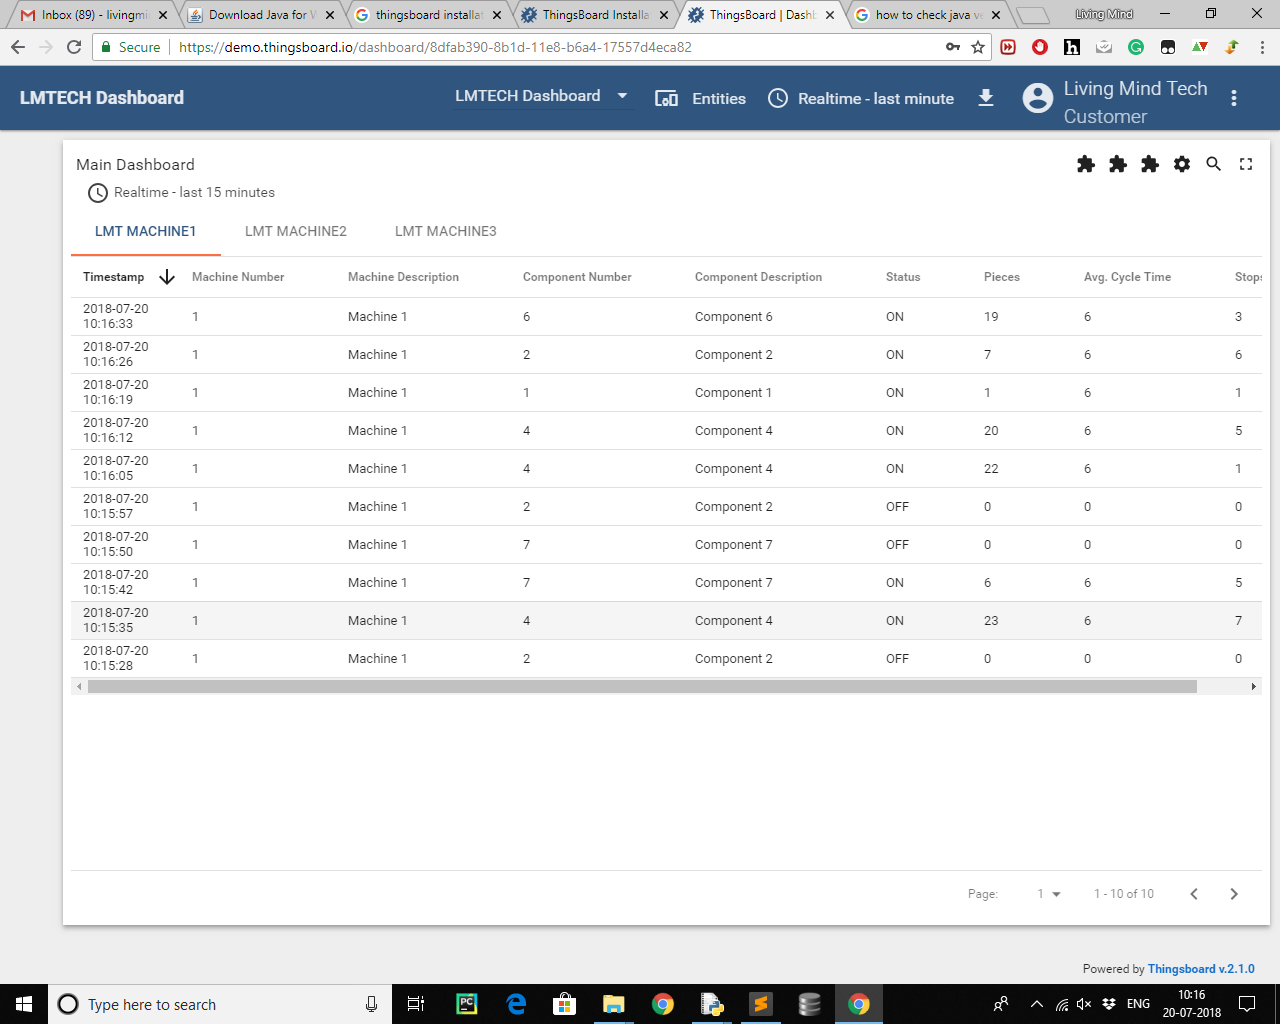 Inbox (89) - livingmi
Download Java for W
thingsboard installat
ThingsBoard Installa
ThingsBoard | Dashb
how to check java ve
Living Mind
Secure
https://demo.thingsboard.io/dashboard/8dfab390-8b1d-11e8-b6a4-17557d4eca82
LMTECH Dashboard
LMTECH Dashboard
Entities
Realtime - last minute
Living Mind Tech
Customer
Main Dashboard
Realtime - last 15 minutes
LMT MACHINE1 LMT MACHINE2 LMT MACHINE3
Timestamp Machine Number Machine Description Component Number Component Description Status Pieces Avg. Cycle Time Stops
2018-07-20 10:16:33 1 Machine 1 6 Component 6 ON 19 6 3
2018-07-20 10:16:26 1 Machine 1 2 Component 2 ON 7 6 6
2018-07-20 10:16:19 1 Machine 1 1 Component 1 ON 1 6 1
2018-07-20 10:16:12 1 Machine 1 4 Component 4 ON 20 6 5
2018-07-20 10:16:05 1 Machine 1 4 Component 4 ON 22 6 1
2018-07-20 10:15:57 1 Machine 1 2 Component 2 OFF 0 0 0
2018-07-20 10:15:50 1 Machine 1 7 Component 7 OFF 0 0 0
2018-07-20 10:15:42 1 Machine 1 7 Component 7 ON 6 6 5
2018-07-20 10:15:35 1 Machine 1 4 Component 4 ON 23 6 7
2018-07-20 10:15:28 1 Machine 1 2 Component 2 OFF 0 0 0
Page: 1 1 - 10 of 10
Powered by Thingsboard v.2.1.0
Type here to search
PC
ENG
10:16
20-07-2018